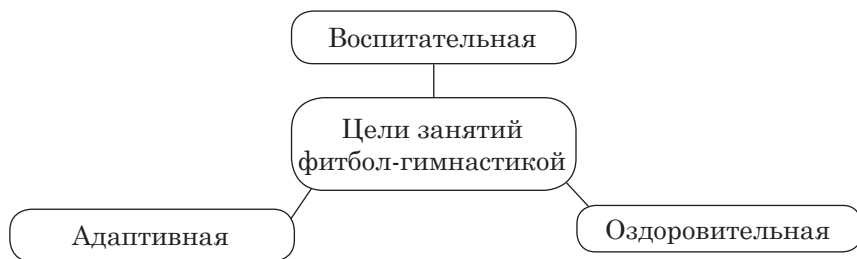 Воспитательная
Цели занятий
фитбол-гимнастикой
Адаптивная
Оздоровительная